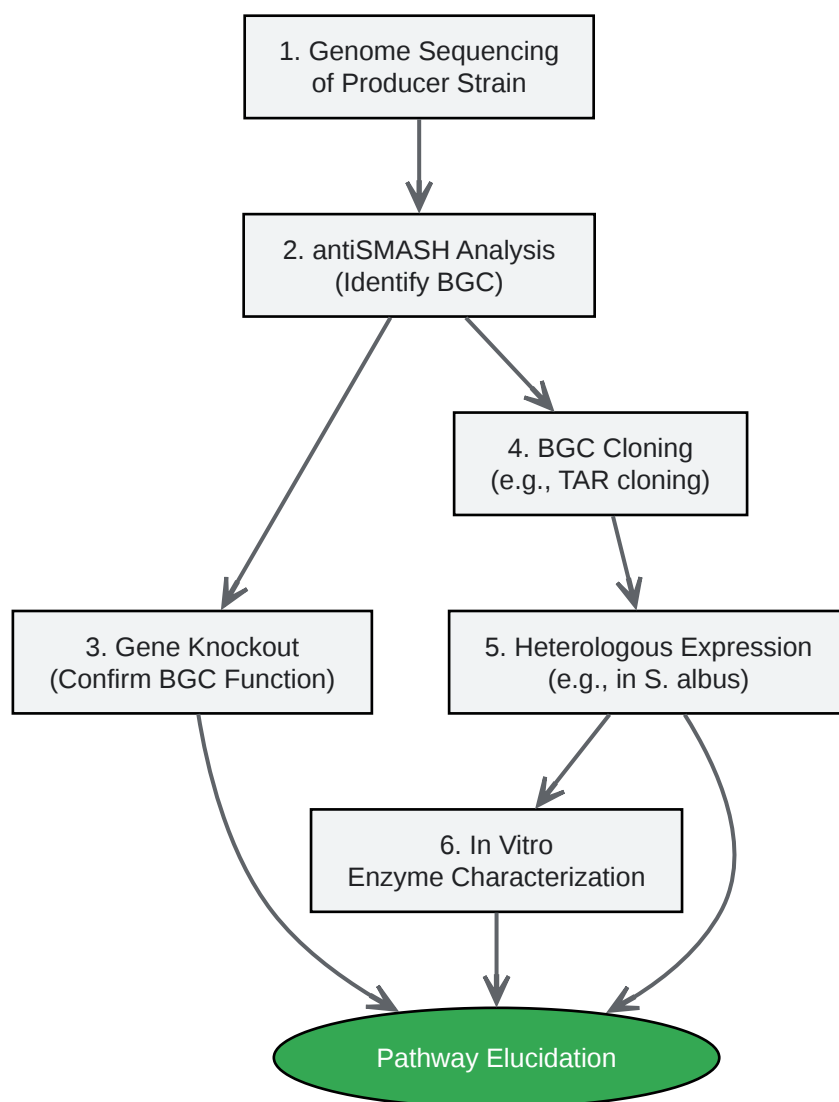 1. Genome Sequencing
of Producer Strain
2. antiSMASH Analysis
(Identify BGC)
4. BGC Cloning
(e.g., TAR cloning)
3. Gene Knockout
(Confirm BGC Function)
5. Heterologous Expression
(e.g., in S. albus)
6. In Vitro
Enzyme Characterization
Pathway Elucidation